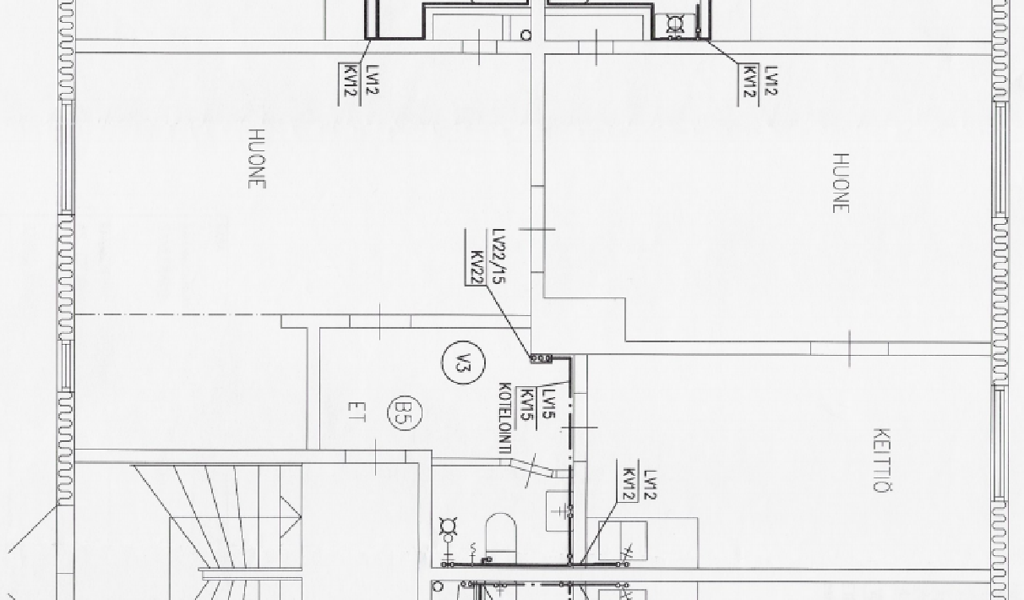 LV12
KV12
LV12
KV12
HUONE
HUONE
LV22/15
KV22
V3
LV15
KV15
KOTELOINTI
B5
ET
KEITTIÖ
LV12
KV12